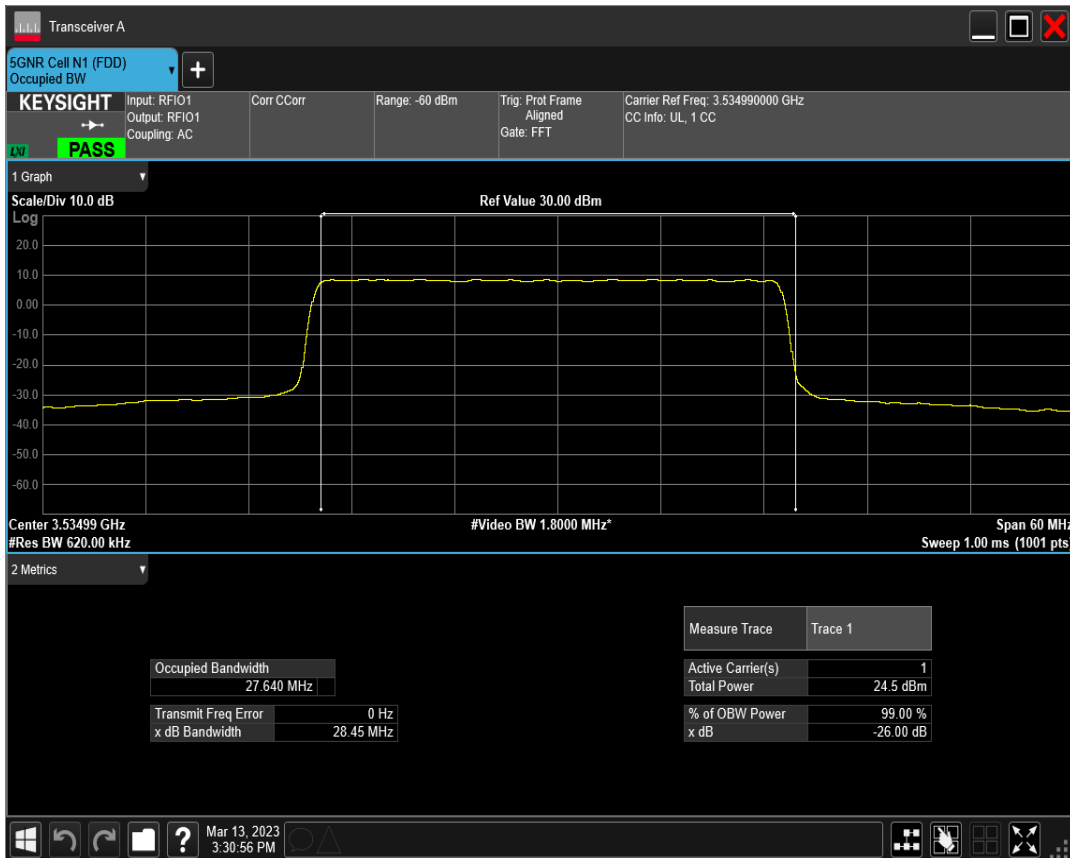 Transceiver A
5GNR Cell N1 (FDD)
Occupied BW
KEYSIGHT
LXI
PASS
Input: RFIO1
Output: RFIO1
Coupling: AC
Corr CCorr
Range: -60 dBm
Trig: Prot Frame
Aligned
Gate: FFT
Carrier Ref Freq: 3.534990000 GHz
CC Info: UL, 1 CC
1 Graph
Scale/Div 10.0 dB
Ref Value 30.00 dBm
Log
20.0
10.0
0.00
-10.0
-20.0
-30.0
-40.0
-50.0
-60.0
Center 3.53499 GHz
#Video BW 1.8000 MHz*
Span 60 MHz
#Res BW 620.00 kHz
Sweep 1.00 ms (1001 pts)
2 Metrics
Measure Trace Trace 1
Occupied Bandwidth
27.640 MHz
Active Carrier(s) 1
Total Power 24.5 dBm
Transmit Freq Error 0 Hz
x dB Bandwidth 28.45 MHz
% of OBW Power 99.00 %
x dB -26.00 dB
?
Mar 13, 2023
3:30:56 PM